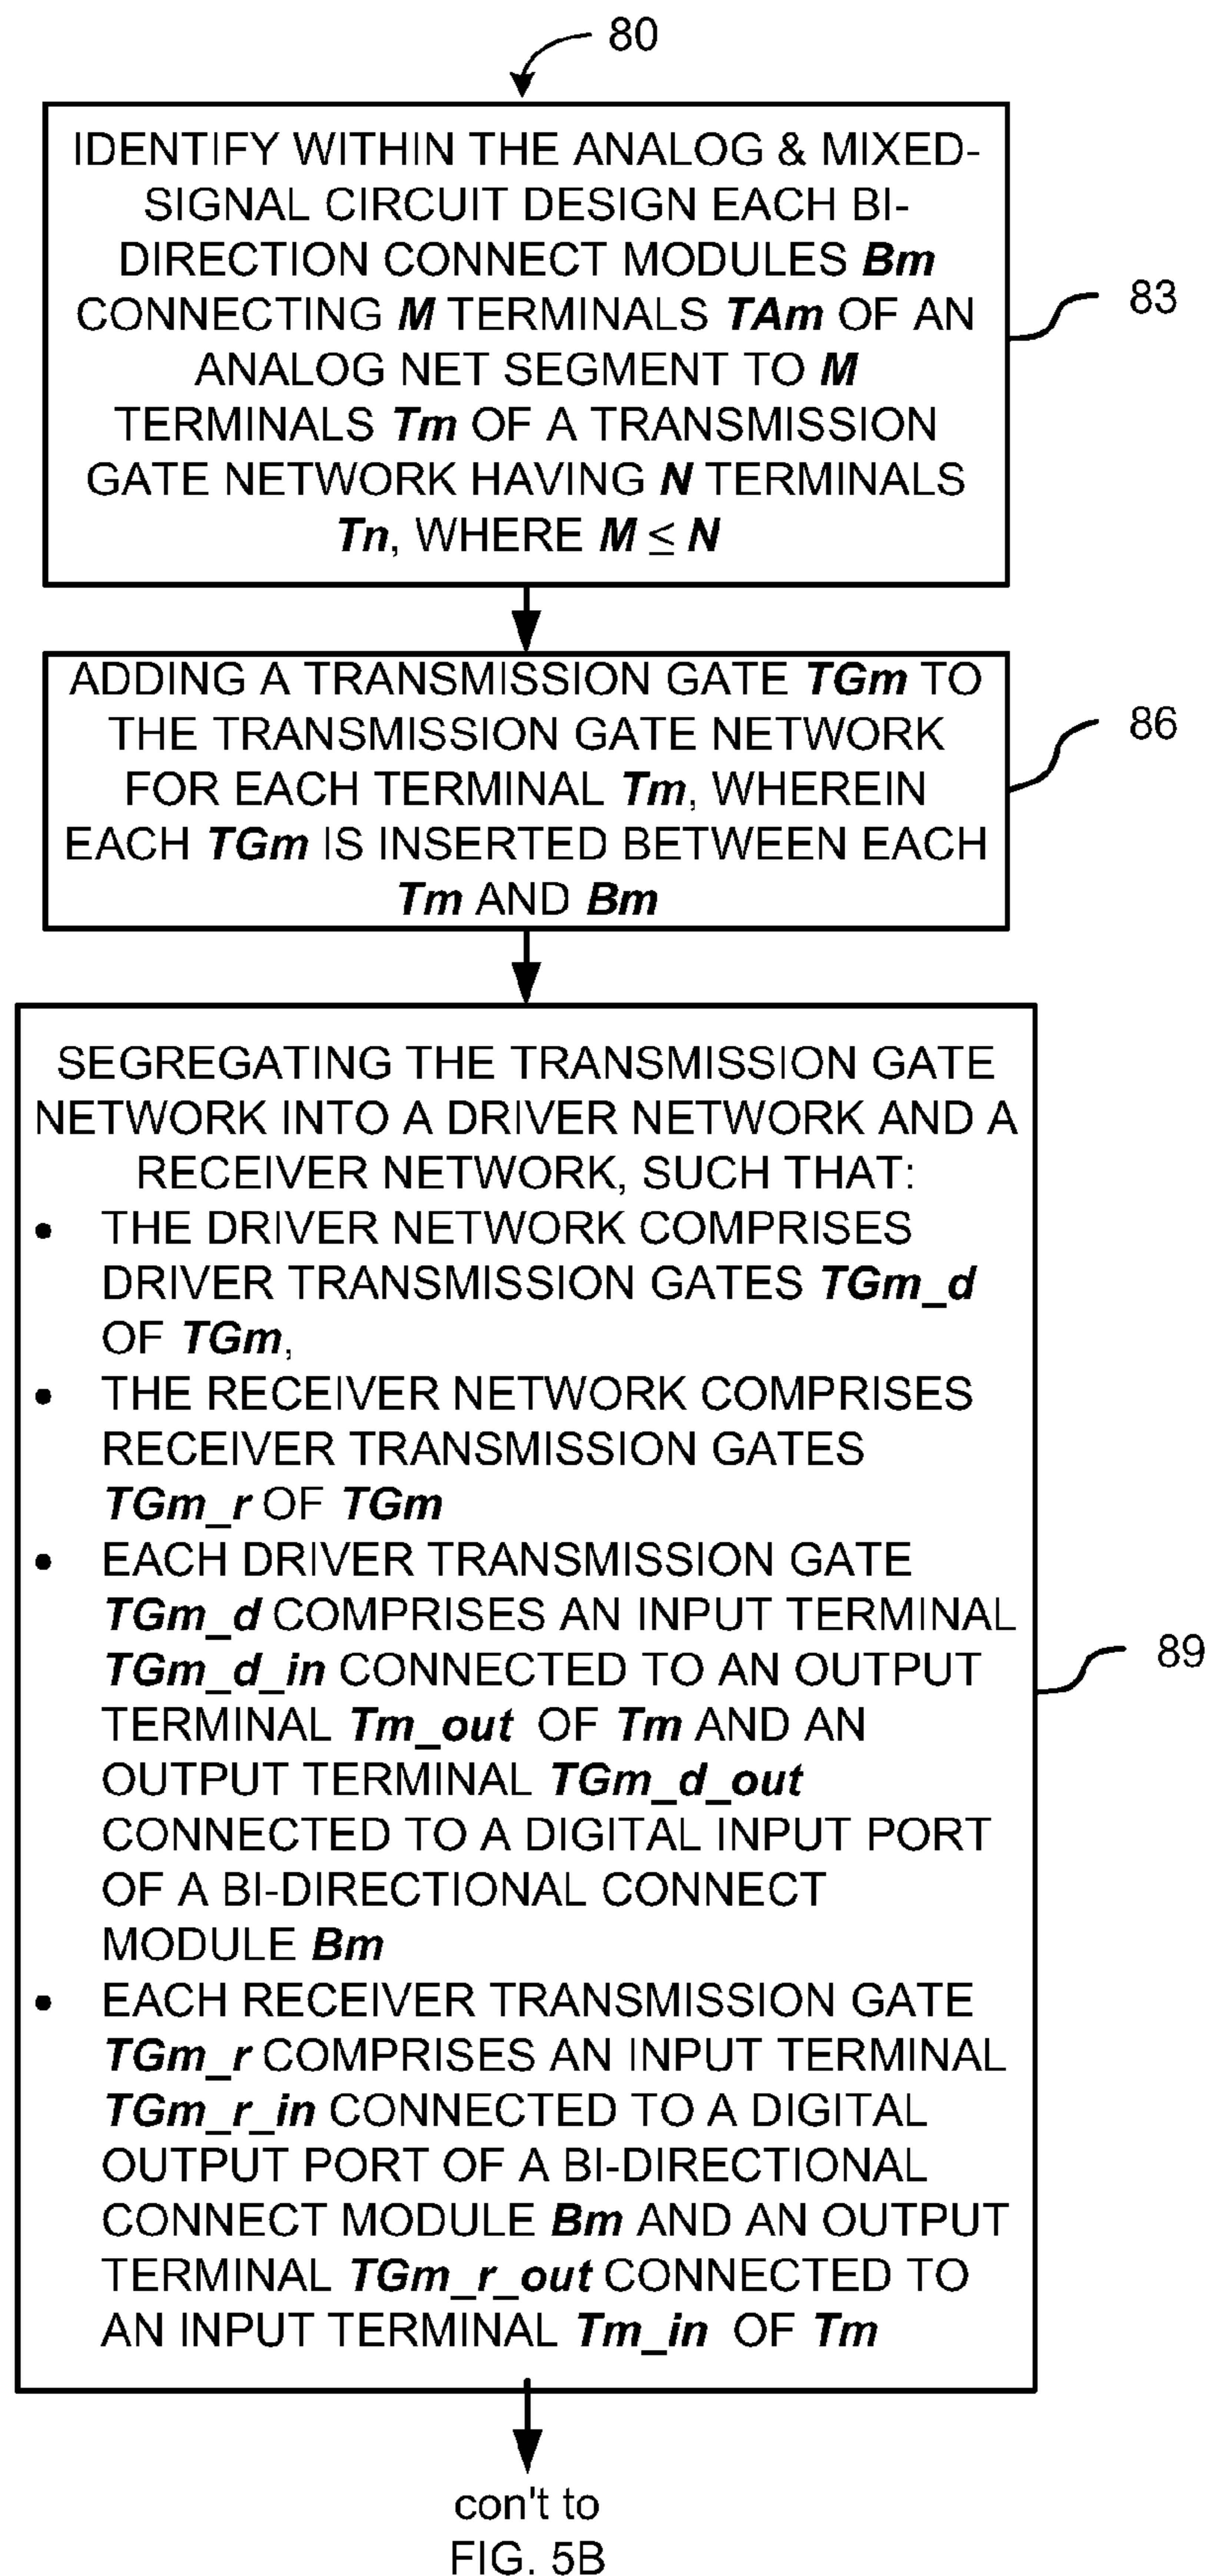 80
IDENTIFY WITHIN THE ANALOG & MIXED-
SIGNAL CIRCUIT DESIGN EACH BI-
DIRECTION CONNECT MODULES Bm
CONNECTING M TERMINALS TAm OF AN
ANALOG NET SEGMENT TO M
TERMINALS Tm OF A TRANSMISSION
GATE NETWORK HAVING N TERMINALS
Tn, WHERE M ≤ N
83
ADDING A TRANSMISSION GATE TGm TO
THE TRANSMISSION GATE NETWORK
FOR EACH TERMINAL Tm, WHEREIN
EACH TGm IS INSERTED BETWEEN EACH
Tm AND Bm
86
SEGREGATING THE TRANSMISSION GATE
NETWORK INTO A DRIVER NETWORK AND A
RECEIVER NETWORK, SUCH THAT:
• THE DRIVER NETWORK COMPRISES
DRIVER TRANSMISSION GATES TGm_d
OF TGm,
• THE RECEIVER NETWORK COMPRISES
RECEIVER TRANSMISSION GATES
TGm_r OF TGm
• EACH DRIVER TRANSMISSION GATE
TGm_d COMPRISES AN INPUT TERMINAL
TGm_d_in CONNECTED TO AN OUTPUT
TERMINAL Tm_out OF Tm AND AN
OUTPUT TERMINAL TGm_d_out
CONNECTED TO A DIGITAL INPUT PORT
OF A BI-DIRECTIONAL CONNECT
MODULE Bm
• EACH RECEIVER TRANSMISSION GATE
TGm_r COMPRISES AN INPUT TERMINAL
TGm_r_in CONNECTED TO A DIGITAL
OUTPUT PORT OF A BI-DIRECTIONAL
CONNECT MODULE Bm AND AN OUTPUT
TERMINAL TGm_r_out CONNECTED TO
AN INPUT TERMINAL Tm_in OF Tm
89
con't to
FIG. 5B